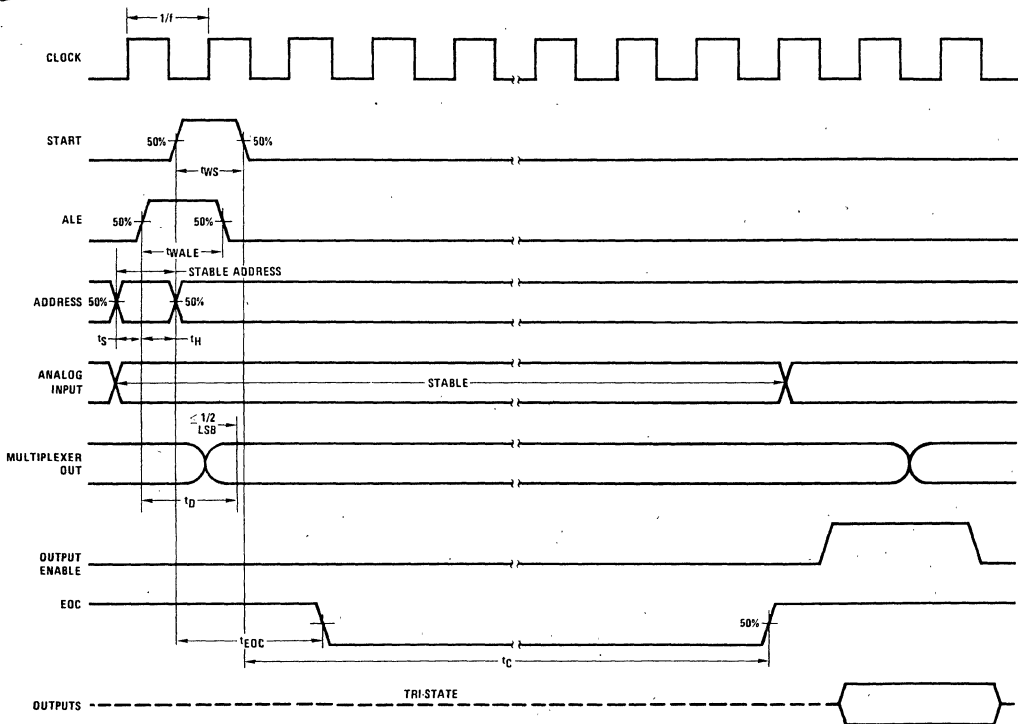 1/f
CLOCK
START
50%
50%
tWS
ALE
50%
50%
tWALE
STABLE ADDRESS
ADDRESS
50%
50%
tS
tH
ANALOG
INPUT
STABLE
≤ 1/2
LSB
MULTIPLEXER
OUT
tD
OUTPUT
ENABLE
EOC
50%
tEOC
tC
TRI-STATE
OUTPUTS